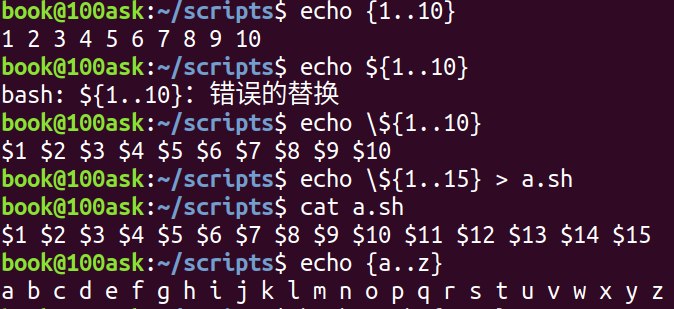 book@100ask:~/scripts$ echo {1..10}
1 2 3 4 5 6 7 8 9 10
book@100ask:~/scripts$ echo ${1..10}
bash: ${1..10}: 错误的替换
book@100ask:~/scripts$ echo \${1..10}
$1 $2 $3 $4 $5 $6 $7 $8 $9 $10
book@100ask:~/scripts$ echo \${1..15} > a.sh
book@100ask:~/scripts$ cat a.sh
$1 $2 $3 $4 $5 $6 $7 $8 $9 $10 $11 $12 $13 $14 $15
book@100ask:~/scripts$ echo {a..z}
a b c d e f g h i j k l m n o p q r s t u v w x y z